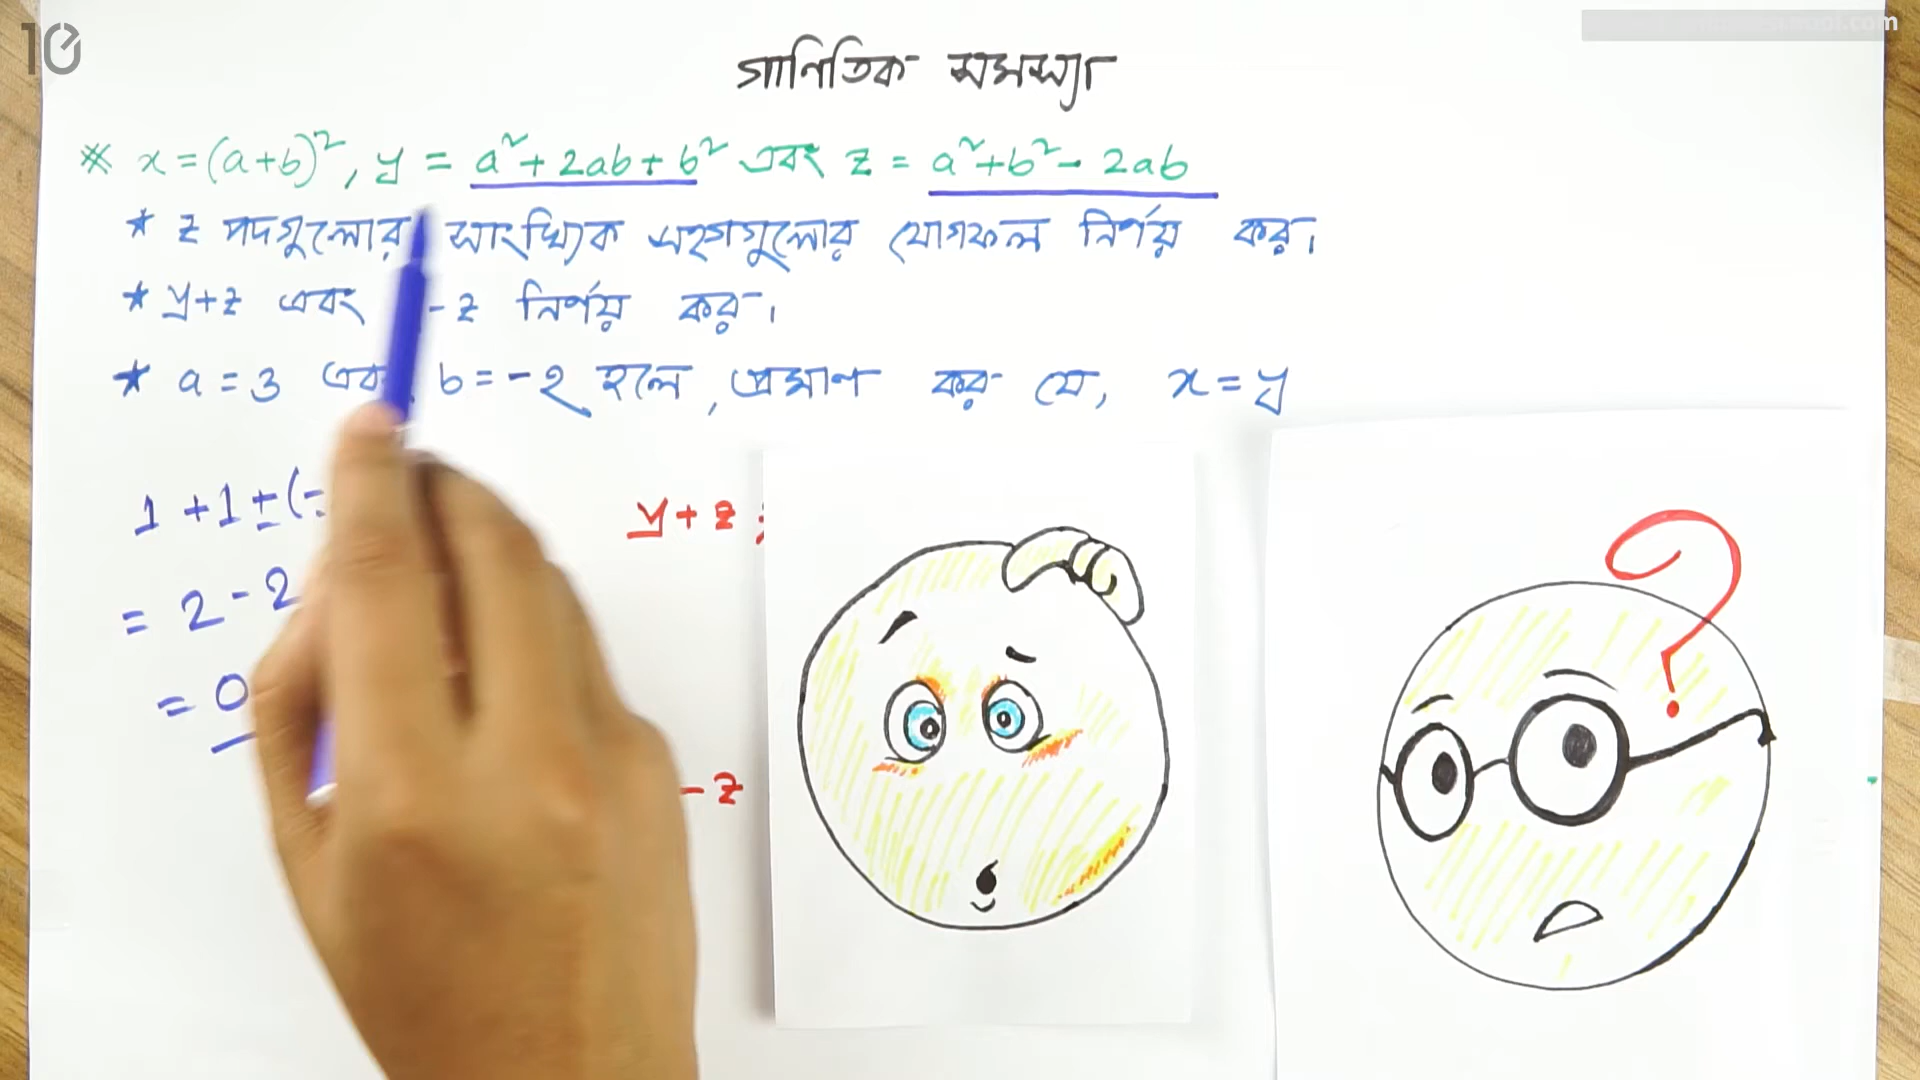 10
গানিতিক সমস্যা
※ x = (a+b)², y = a² + 2ab + b² এবং z = a² + b² - 2ab
* z পদগুলোর সাংখ্যিক সহগগুলোর যোগফল নির্ণয় কর।
* y+z এবং - z নির্ণয় কর।
* a = 3 এবং b = -2 হলে, প্রমাণ কর যে, x = y
1 + 1 + (-
= 2 - 2
= 0
y + z =
- z
?